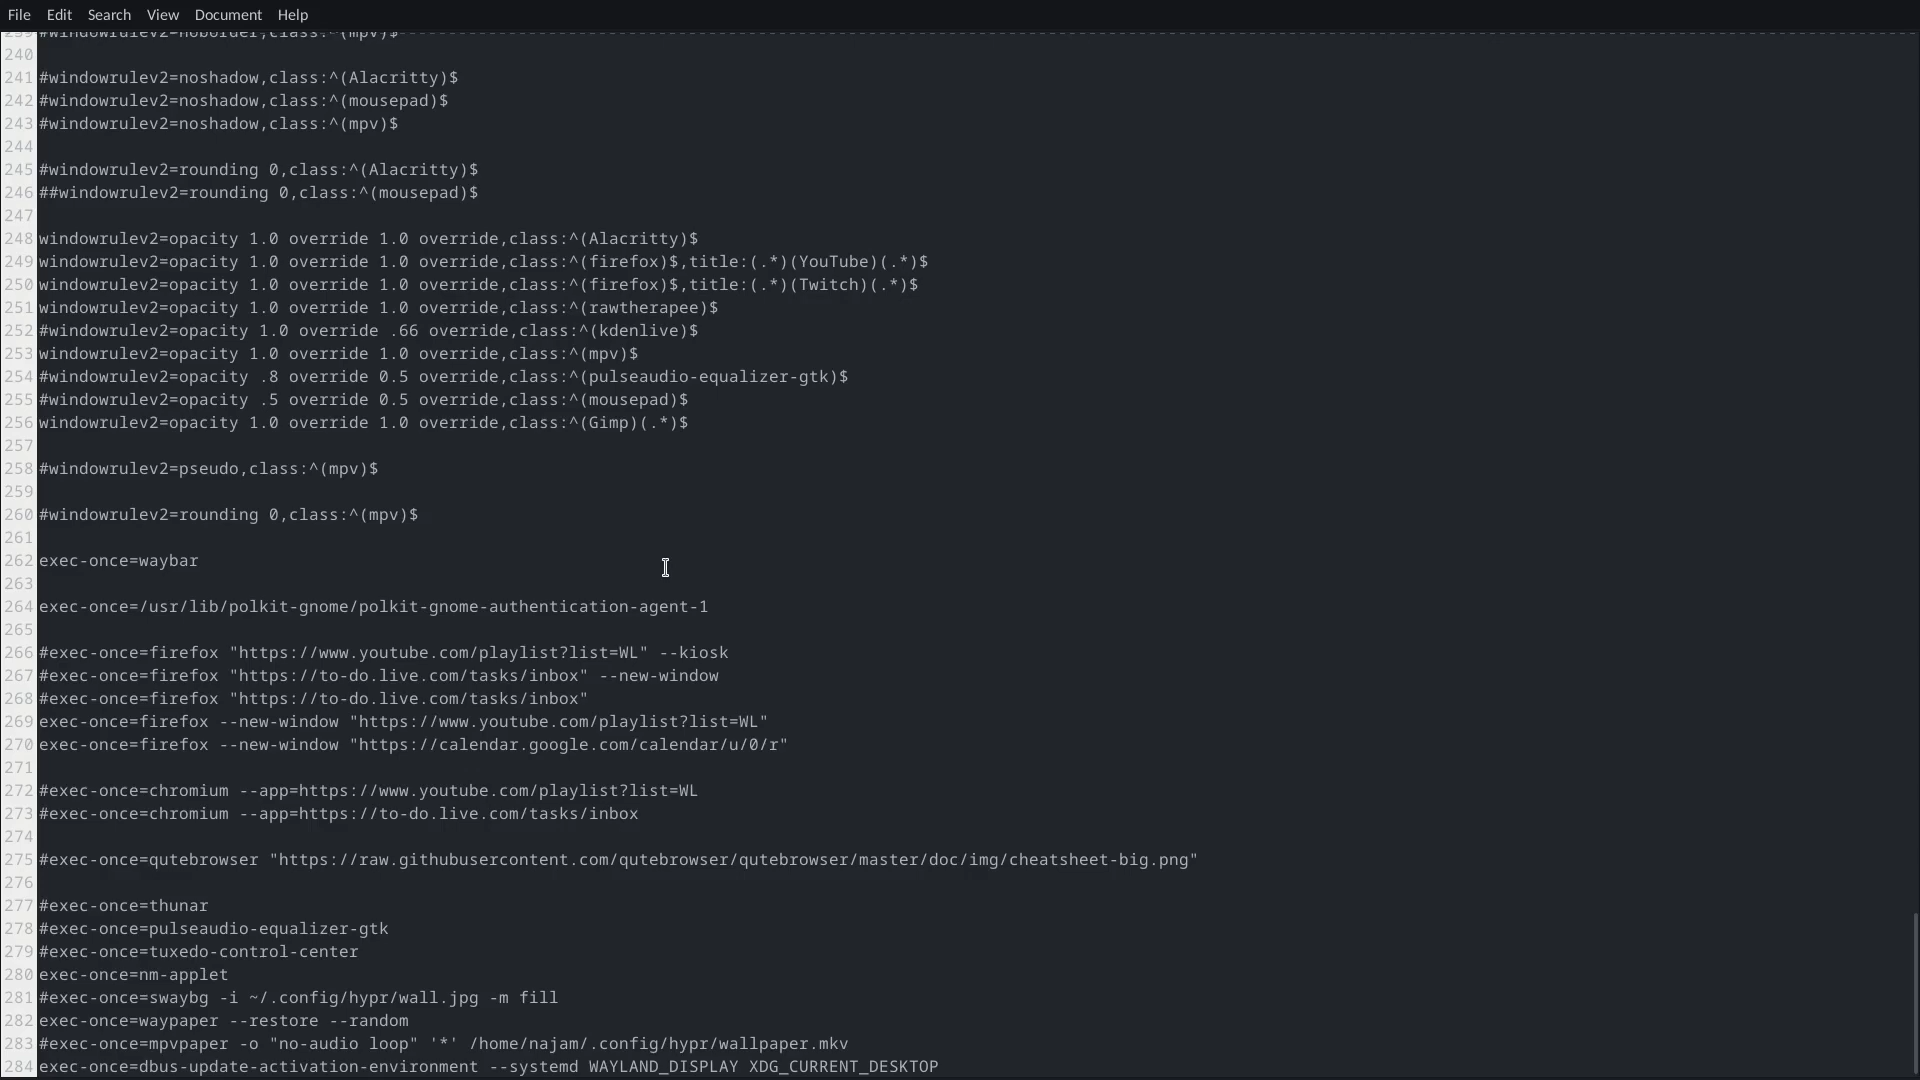 File Edit Search View Document Help
239 #windowrulev2=noborder,class:^(mpv)$
240
241 #windowrulev2=noshadow,class:^(Alacritty)$
242 #windowrulev2=noshadow,class:^(mousepad)$
243 #windowrulev2=noshadow,class:^(mpv)$
244
245 #windowrulev2=rounding 0,class:^(Alacritty)$
246 ##windowrulev2=rounding 0,class:^(mousepad)$
247
248 windowrulev2=opacity 1.0 override 1.0 override,class:^(Alacritty)$
249 windowrulev2=opacity 1.0 override 1.0 override,class:^(firefox)$,title:(.*)(YouTube)(.*)$
250 windowrulev2=opacity 1.0 override 1.0 override,class:^(firefox)$,title:(.*)(Twitch)(.*)$
251 windowrulev2=opacity 1.0 override 1.0 override,class:^(rawtherapee)$
252 #windowrulev2=opacity 1.0 override .66 override,class:^(kdenlive)$
253 windowrulev2=opacity 1.0 override 1.0 override,class:^(mpv)$
254 #windowrulev2=opacity .8 override 0.5 override,class:^(pulseaudio-equalizer-gtk)$
255 #windowrulev2=opacity .5 override 0.5 override,class:^(mousepad)$
256 windowrulev2=opacity 1.0 override 1.0 override,class:^(Gimp)(.*)$
257
258 #windowrulev2=pseudo,class:^(mpv)$
259
260 #windowrulev2=rounding 0,class:^(mpv)$
261
262 exec-once=waybar
263
264 exec-once=/usr/lib/polkit-gnome/polkit-gnome-authentication-agent-1
265
266 #exec-once=firefox "https://www.youtube.com/playlist?list=WL" --kiosk
267 #exec-once=firefox "https://to-do.live.com/tasks/inbox" --new-window
268 #exec-once=firefox "https://to-do.live.com/tasks/inbox"
269 exec-once=firefox --new-window "https://www.youtube.com/playlist?list=WL"
270 exec-once=firefox --new-window "https://calendar.google.com/calendar/u/0/r"
271
272 #exec-once=chromium --app=https://www.youtube.com/playlist?list=WL
273 #exec-once=chromium --app=https://to-do.live.com/tasks/inbox
274
275 #exec-once=qutebrowser "https://raw.githubusercontent.com/qutebrowser/qutebrowser/master/doc/img/cheatsheet-big.png"
276
277 #exec-once=thunar
278 #exec-once=pulseaudio-equalizer-gtk
279 #exec-once=tuxedo-control-center
280 exec-once=nm-applet
281 #exec-once=swaybg -i ~/.config/hypr/wall.jpg -m fill
282 exec-once=waypaper --restore --random
283 #exec-once=mpvpaper -o "no-audio loop" '*' /home/najam/.config/hypr/wallpaper.mkv
284 exec-once=dbus-update-activation-environment --systemd WAYLAND_DISPLAY XDG_CURRENT_DESKTOP